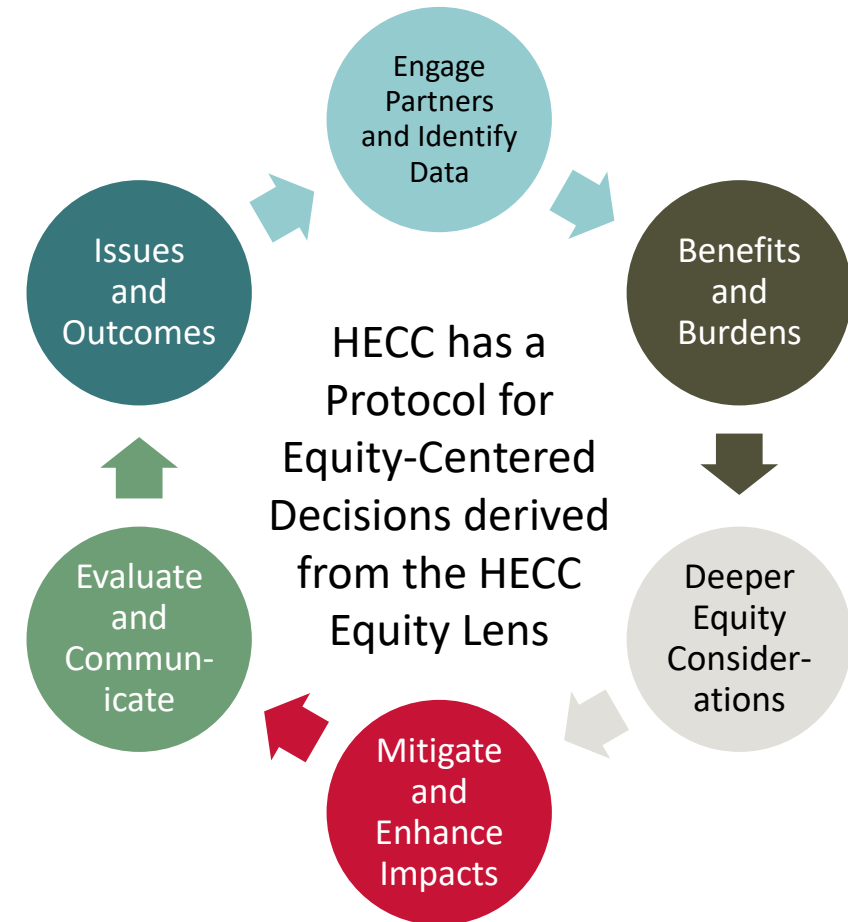 Engage
Partners
and Identify
Data
Benefits
and
Burdens
Deeper
Equity
Consider-
ations
Mitigate
and
Enhance
Impacts
Evaluate
and
Commun-
icate
Issues
and
Outcomes
HECC has a
Protocol for
Equity-Centered
Decisions derived
from the HECC
Equity Lens